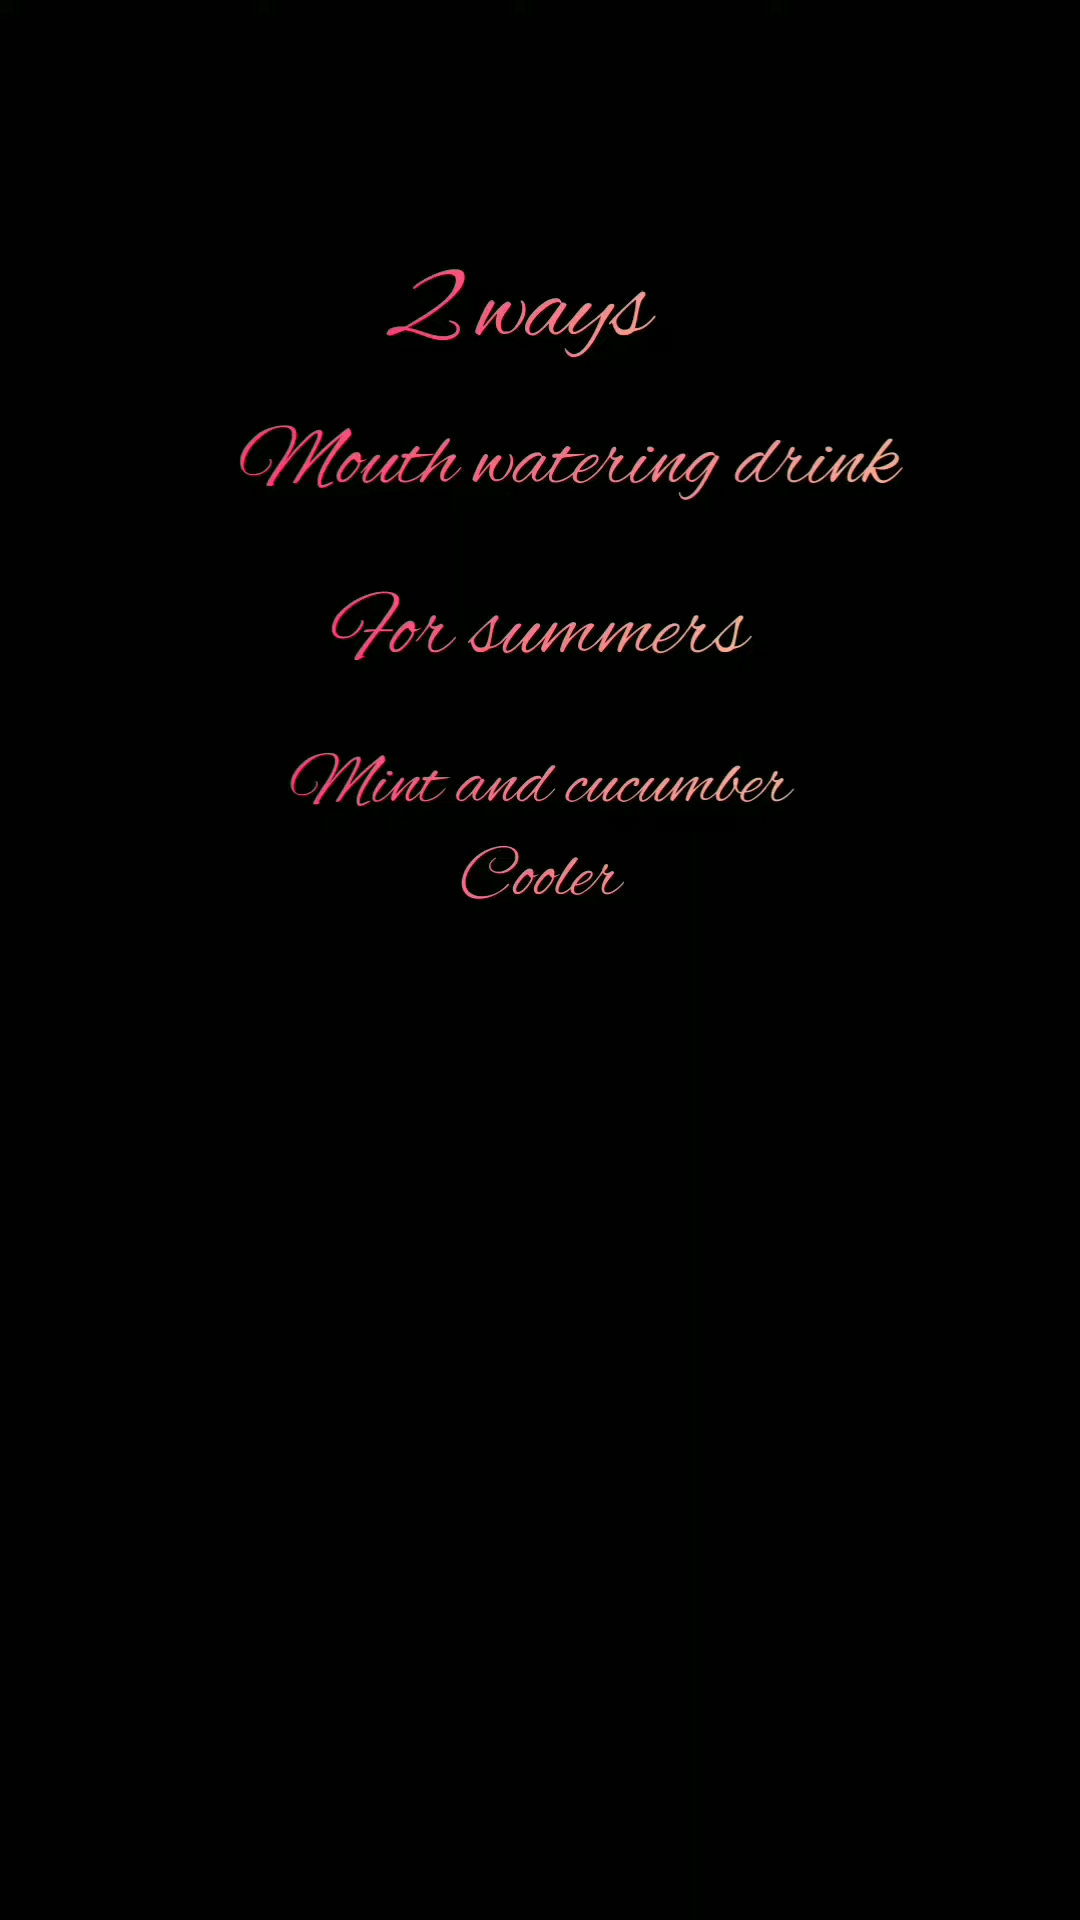 2 ways
Mouth watering drink
For summers
Mint and cucumber
Cooler